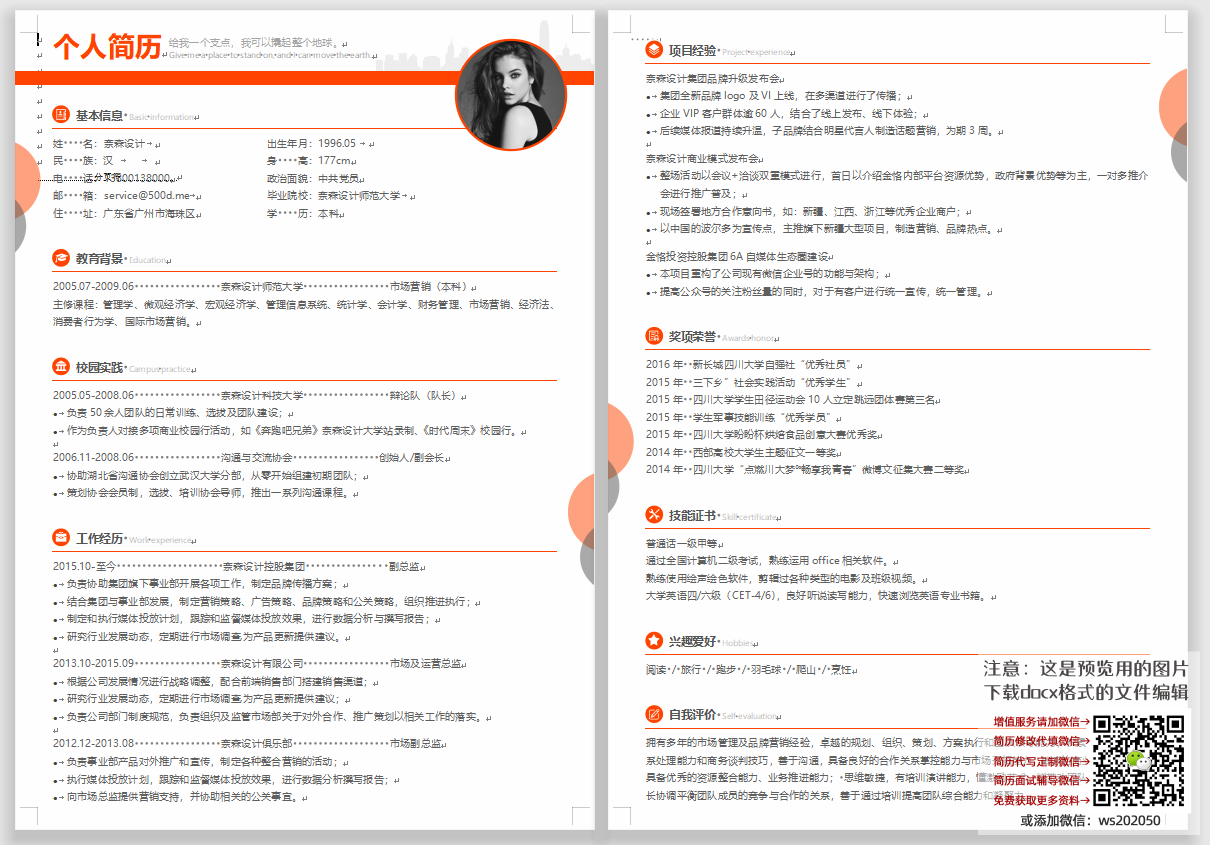 个人简历
给我一个支点，我可以撬起整个地球。
Give me a place to stand on, and I can move the earth.
基本信息 Basic information
姓 名：奈森设计
出生年月：1996.05
民 族：汉
身 高：177cm
电 话：
00138000
政治面貌：中共党员
邮 箱：service@500d.me
毕业院校：奈森设计师范大学
住 址：广东省广州市海珠区
学 历：本科
教育背景 Education
2005.07-2009.06 奈森设计师范大学 市场营销（本科）
主修课程：管理学、微观经济学、宏观经济学、管理信息系统、统计学、会计学、财务管理、市场营销、经济法、
消费者行为学、国际市场营销。
校园实践 Campus practice
2005.05-2008.06 奈森设计科技大学 辩论队（队长）
负责 50 余人团队的日常训练、选拔及团队建设；
作为负责人对接多项商业校园行活动，如《奔跑吧兄弟》奈森设计大学站录制、《时代周末》校园行。
2006.11-2008.06 沟通与交流协会 创始人/副会长
协助湖北省沟通协会创立武汉大学分部，从零开始组建初期团队；
策划协会会员制，选拔、培训协会导师，推出一系列沟通课程。
工作经历 Work experience
2015.10-至今 奈森设计控股集团 副总监
负责协助集团旗下事业部开展各项工作，制定品牌传播方案；
结合集团与事业部发展，制定营销策略、广告策略、品牌策略和公关策略，组织推进执行；
制定和执行媒体投放计划，跟踪和监督媒体投放效果，进行数据分析与撰写报告；
研究行业发展动态，定期进行市场调查为产品更新提供建议。
2013.10-2015.09 奈森设计有限公司 市场及运营总监
根据公司发展情况进行战略调整，配合前端销售部门搭建销售渠道；
研究行业发展动态，定期进行市场调查为产品更新提供建议；
负责公司部门制度规范，负责组织及监管市场部关于对外合作、推广策划以相关工作的落实。
2012.12-2013.08 奈森设计俱乐部 市场副总监
负责事业部产品对外推广和宣传，制定各种整合营销的活动；
执行媒体投放计划，跟踪和监督媒体投放效果，进行数据分析撰写报告；
向市场总监提供营销支持，并协助相关的公关事宜。
项目经验 Project experience
奈森设计集团品牌升级发布会
集团全新品牌 logo 及 VI 上线，在多渠道进行了传播；
企业 VIP 客户群体逾 60 人，结合了线上发布、线下体验；
后续媒体报道持续升温，子品牌结合明星代言人制造话题营销，为期 3 周。
奈森设计商业模式发布会
整场活动以会议+洽谈双重模式进行，首日以介绍金恪内部平台资源优势，政府背景优势等为主，一对多推介
会进行推广普及；
现场签署地方合作意向书，如：新疆、江西、浙江等优秀企业商户；
以中国的波尔多为宣传点，主推旗下新疆大型项目，制造营销、品牌热点。
金恪投资控股集团 6A 自媒体生态圈建设
本项目重构了公司现有微信企业号的功能与架构；
提高公众号的关注粉丝量的同时，对于有客户进行统一宣传，统一管理。
奖项荣誉 Awards honor
2016 年 新长城四川大学自强社“优秀社员”
2015 年 三下乡”社会实践活动“优秀学生”
2015 年 四川大学学生田径运动会 10 人立定跳远团体赛第三名
2015 年 学生军事技能训练“优秀学员”
2015 年 四川大学盼盼杯烘焙食品创意大赛优秀奖
2014 年 西部高校大学生主题征文一等奖
2014 年 四川大学“点燃川大梦 畅享我青春”微博文征集大赛二等奖
技能证书 Skill certificate
普通话一级甲等
通过全国计算机二级考试，熟练运用 office 相关软件。
熟练使用绘声绘色软件，剪辑过各种类型的电影及班级视频。
大学英语四/六级（CET-4/6），良好听说读写能力，快速浏览英语专业书籍。
兴趣爱好 Hobbies
阅读 / 旅行 / 跑步 / 羽毛球 / 爬山 / 烹饪
自我评价 Self evaluation
拥有多年的市场管理及品牌营销经验，卓越的规划、组织、策划、方案执行和
系处理能力和商务谈判技巧，善于沟通，具备良好的合作关系掌控能力与市场
具备优秀的资源整合能力、业务推进能力； 思维敏捷，有培训演讲能力，懂
长协调平衡团队成员的竞争与合作的关系，善于通过培训提高团队综合能力和
注意：这是预览用的图片
下载docx格式的文件编辑
增值服务请加微信→
简历修改代填微信→
简历代写定制微信→
简历面试辅导微信→
免费获取更多资料→
或添加微信：ws202050